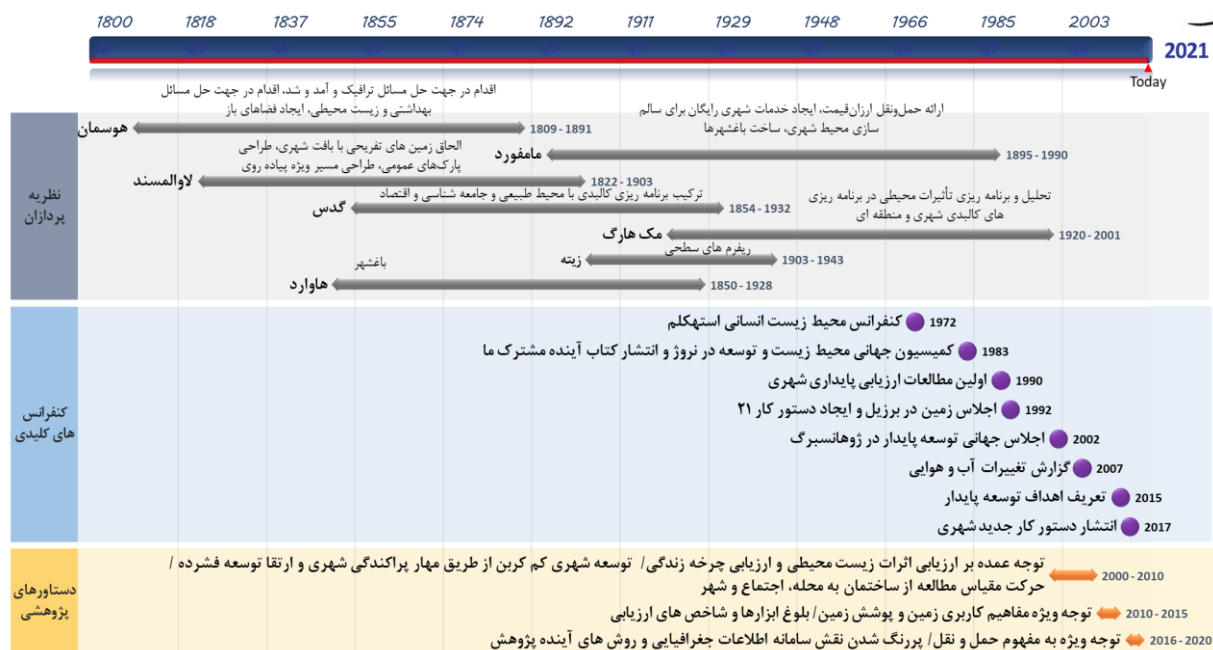 1800 1818 1837 1855 1874 1892 1911 1929 1948 1966 1985 2003
2021
Today
نظریه
پردازان
اقدام در جهت حل مسائل ترافیک و آمد و شد، اقدام در جهت حل مسائل
بهداشتی و زیست محیطی، ایجاد فضاهای باز
هوسمان
1809 - 1891
ارائه حمل‌ونقل ارزان‌قیمت، ایجاد خدمات شهری رایگان برای سالم
سازی محیط شهری، ساخت باغشهرها
مامفورد
1895 - 1990
الحاق زمین های تفریحی با بافت شهری، طراحی
پارک‌های عمومی، طراحی مسیر ویژه پیاده روی
لاوالمسند
1822 - 1903
ترکیب برنامه ریزی کالبدی با محیط طبیعی و جامعه شناسی و اقتصاد
گدس
1854 - 1932
تحلیل و برنامه ریزی تأثیرات محیطی در برنامه ریزی
های کالبدی شهری و منطقه ای
مک هارگ
1920 - 2001
ریفرم های سطحی
زیته
1903 - 1943
باغشهر
هاوارد
1850 - 1928
کنفرانس
های کلیدی
کنفرانس محیط زیست انسانی استهکلم 1972
کمیسیون جهانی محیط زیست و توسعه در نروژ و انتشار کتاب آینده مشترک ما 1983
اولین مطالعات ارزیابی پایداری شهری 1990
اجلاس زمین در برزیل و ایجاد دستور کار ۲۱ 1992
اجلاس جهانی توسعه پایدار در ژوهانسبرگ 2002
گزارش تغییرات آب و هوایی 2007
تعریف اهداف توسعه پایدار 2015
انتشار دستور کار جدید شهری 2017
دستاورهای
پژوهشی
توجه عمده بر ارزیابی اثرات زیست محیطی و ارزیابی چرخه زندگی/ توسعه شهری کم کربن از طریق مهار پراکندگی شهری و ارتقا توسعه فشرده /
حرکت مقیاس مطالعه از ساختمان به محله، اجتماع و شهر
2000 - 2010
توجه ویژه مفاهیم کاربری زمین و پوشش زمین/ بلوغ ابزارها و شاخص های ارزیابی 2010 - 2015
توجه ویژه به مفهوم حمل و نقل/ پررنگ شدن نقش سامانه اطلاعات جغرافیایی و روش های آینده پژوهش 2016 - 2020